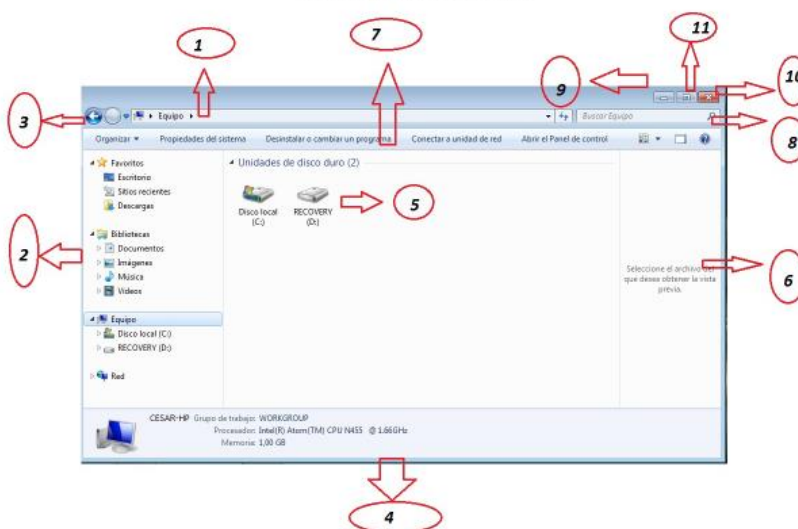 1
7
9
11
10
3
Equipo
Buscar Equipo
8
Organizar
Propiedades del sistema
Desinstalar o cambiar un programa
Conectar a unidad de red
Abrir el Panel de control
Favoritos
Escritorio
Sitios recientes
Descargas
2
Bibliotecas
Documentos
Imágenes
Música
Vídeos
Equipo
Disco local (C:)
RECOVERY (D:)
Red
Unidades de disco duro (2)
Disco local
(C:)
RECOVERY
(D:)
5
Seleccione el archivo del
que desea obtener la vista
previa.
6
CESAR-HP Grupo de trabajo: WORKGROUP
Procesador: Intel(R) Atom(TM) CPU N455 @ 1.66GHz
Memoria: 1,00 GB
4